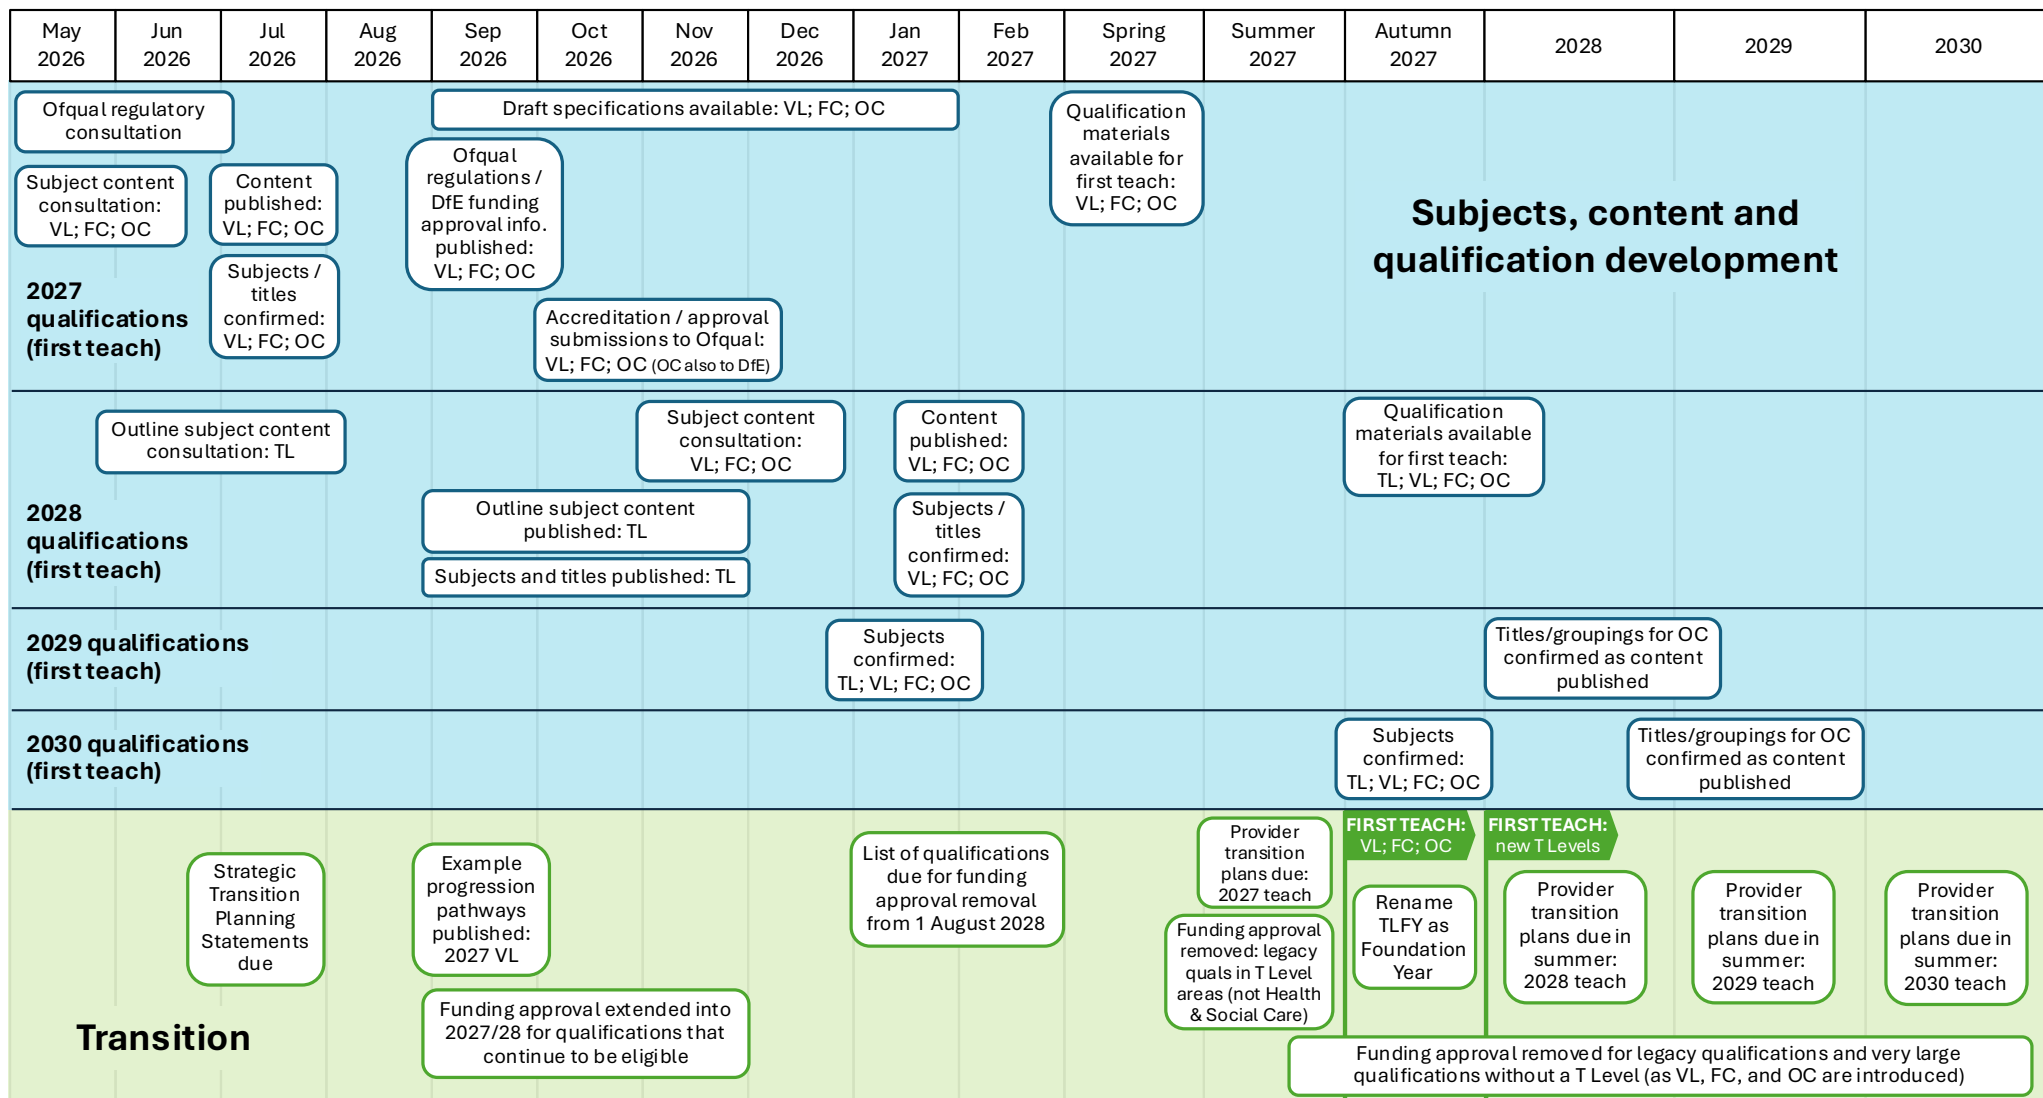 May
2026
Jun
2026
Jul
2026
Aug
2026
Sep
2026
Oct
2026
Nov
2026
Dec
2026
Jan
2027
Feb
2027
Spring
2027
Summer
2027
Autumn
2027
2028
2029
2030
Ofqual regulatory
consultation
Draft specifications available: VL; FC; OC
Qualification
materials
available for
first teach:
VL; FC; OC
Subject content
consultation:
VL; FC; OC
Content
published:
VL; FC; OC
Ofqual
regulations /
DfE funding
approval info.
published:
VL; FC; OC
Subjects, content and
qualification development
Subjects /
titles
confirmed:
VL; FC; OC
2027
qualifications
(first teach)
Accreditation / approval
submissions to Ofqual:
VL; FC; OC (OC also to DfE)
Outline subject content
consultation: TL
Subject content
consultation:
VL; FC; OC
Content
published:
VL; FC; OC
Qualification
materials available
for first teach:
TL; VL; FC; OC
2028
qualifications
(first teach)
Outline subject content
published: TL
Subjects /
titles
confirmed:
VL; FC; OC
Subjects and titles published: TL
2029 qualifications
(first teach)
Subjects
confirmed:
TL; VL; FC; OC
Titles/groupings for OC
confirmed as content
published
2030 qualifications
(first teach)
Subjects
confirmed:
TL; VL; FC; OC
Titles/groupings for OC
confirmed as content
published
Transition
Strategic
Transition
Planning
Statements
due
Example
progression
pathways
published:
2027 VL
Funding approval extended into
2027/28 for qualifications that
continue to be eligible
List of qualifications
due for funding
approval removal
from 1 August 2028
Provider
transition
plans due:
2027 teach
Funding approval
removed: legacy
quals in T Level
areas (not Health
& Social Care)
FIRST TEACH:
VL; FC; OC
Rename
TLFY as
Foundation
Year
FIRST TEACH:
new T Levels
Provider
transition
plans due in
summer:
2028 teach
Provider
transition
plans due in
summer:
2029 teach
Provider
transition
plans due in
summer:
2030 teach
Funding approval removed for legacy qualifications and very large
qualifications without a T Level (as VL, FC, and OC are introduced)